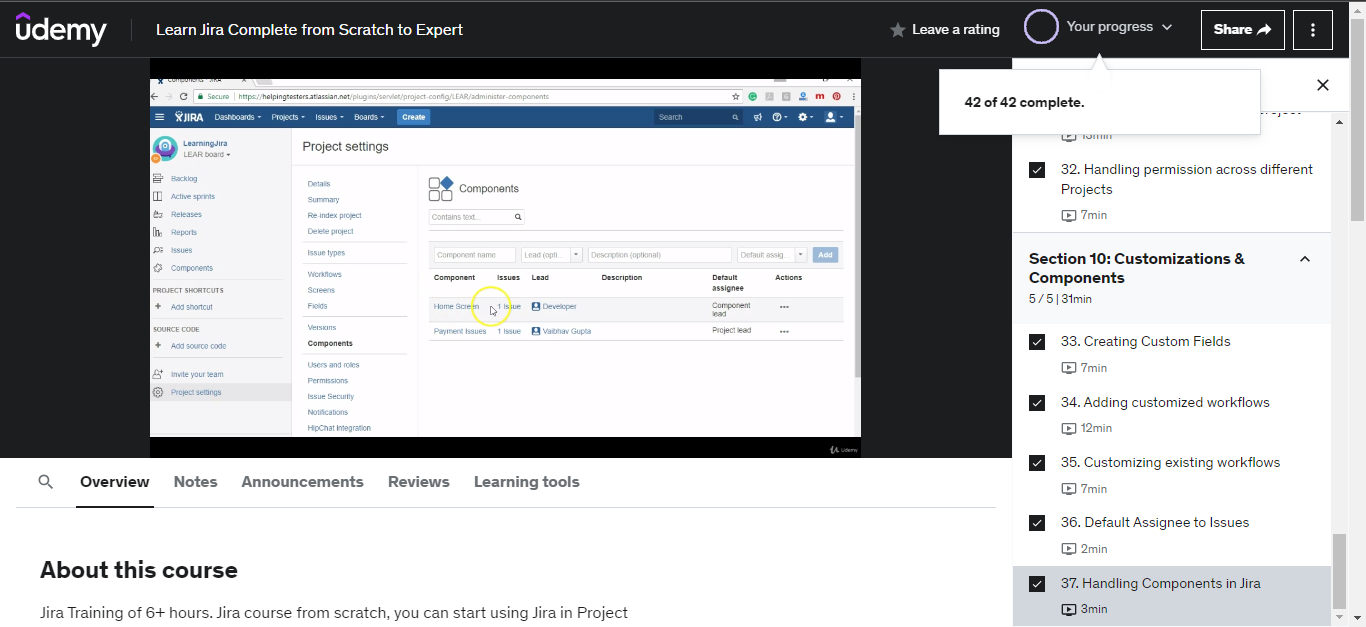 ûdemy
Learn Jira Complete from Scratch to Expert
Leave a rating
Your progress
Share
42 of 42 complete.
13min
32. Handling permission across different
Projects
7min
Section 10: Customizations &
Components
5 / 5 | 31min
33. Creating Custom Fields
7min
34. Adding customized workflows
12min
35. Customizing existing workflows
7min
36. Default Assignee to Issues
2min
37. Handling Components in Jira
3min
Components - JIRA
Secure https://helpingtesters.atlassian.net/plugins/servlet/project-config/LEAR/administer-components
JIRA Dashboards Projects Issues Boards Create Search
LearningJira
LEAR board
Backlog
Active sprints
Releases
Reports
Issues
Components
PROJECT SHORTCUTS
+ Add shortcut
SOURCE CODE
+ Add source code
Invite your team
Project settings
Project settings
Details
Summary
Re-index project
Delete project
Issue types
Workflows
Screens
Fields
Versions
Components
Users and roles
Permissions
Issue Security
Notifications
HipChat integration
Components
Contains text...
Component name Lead (opti... Description (optional) Default assig... Add
Component Issues Lead Description Default assignee Actions
Home Screen 1 Issue Developer Component lead
Payment Issues 1 Issue Vaibhav Gupta Project lead
Udemy
Overview Notes Announcements Reviews Learning tools
About this course
Jira Training of 6+ hours. Jira course from scratch, you can start using Jira in Project